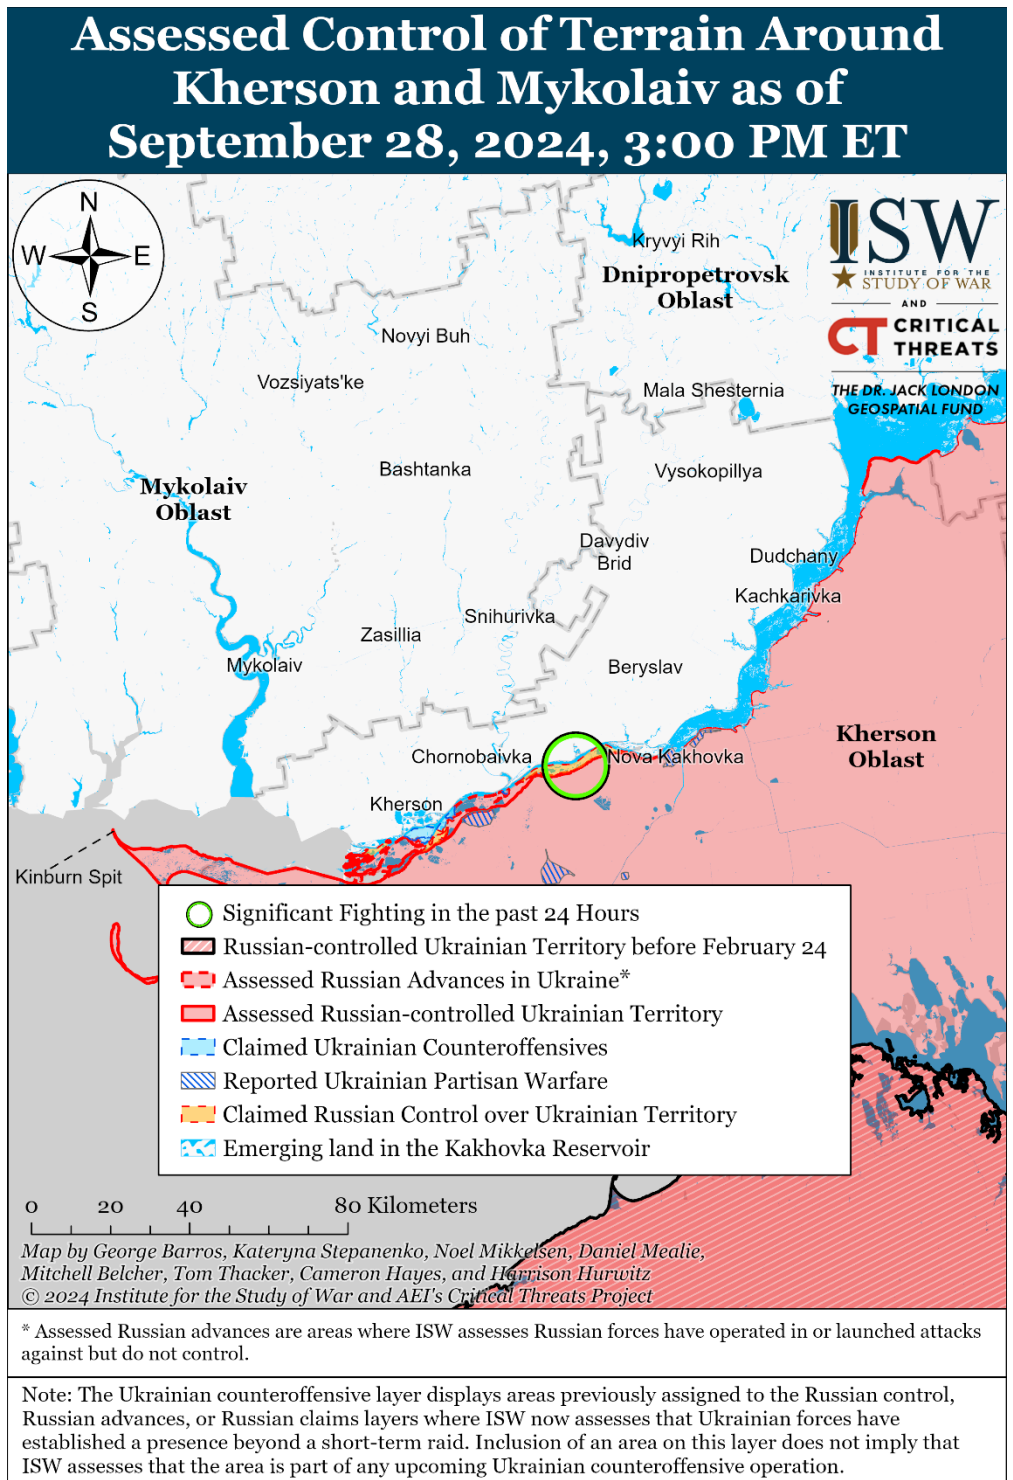 Assessed Control of Terrain Around
Kherson and Mykolaiv as of
September 28, 2024, 3:00 PM ET
N
W
E
S
ISW
INSTITUTE FOR THE
STUDY OF WAR
AND
CT CRITICAL
THREATS
THE DR. JACK LONDON
GEOSPATIAL FUND
Kryvyi Rih
Dnipropetrovsk
Oblast
Novyi Buh
Vozsiyats'ke
Mala Shesternia
Bashtanka
Vysokopillya
Mykolaiv
Oblast
Davydiv
Brid
Dudchany
Kachkarivka
Snihurivka
Zasillia
Mykolaiv
Beryslav
Kherson
Oblast
Chornobaivka
Nova Kakhovka
Kherson
Kinburn Spit
Significant Fighting in the past 24 Hours
Russian-controlled Ukrainian Territory before February 24
Assessed Russian Advances in Ukraine*
Assessed Russian-controlled Ukrainian Territory
Claimed Ukrainian Counteroffensives
Reported Ukrainian Partisan Warfare
Claimed Russian Control over Ukrainian Territory
Emerging land in the Kakhovka Reservoir
0 20 40 80 Kilometers
Map by George Barros, Kateryna Stepanenko, Noel Mikkelsen, Daniel Mealie,
Mitchell Belcher, Tom Thacker, Cameron Hayes, and Harrison Hurwitz
© 2024 Institute for the Study of War and AEI's Critical Threats Project
* Assessed Russian advances are areas where ISW assesses Russian forces have operated in or launched attacks
against but do not control.
Note: The Ukrainian counteroffensive layer displays areas previously assigned to the Russian control,
Russian advances, or Russian claims layers where ISW now assesses that Ukrainian forces have
established a presence beyond a short-term raid. Inclusion of an area on this layer does not imply that
ISW assesses that the area is part of any upcoming Ukrainian counteroffensive operation.